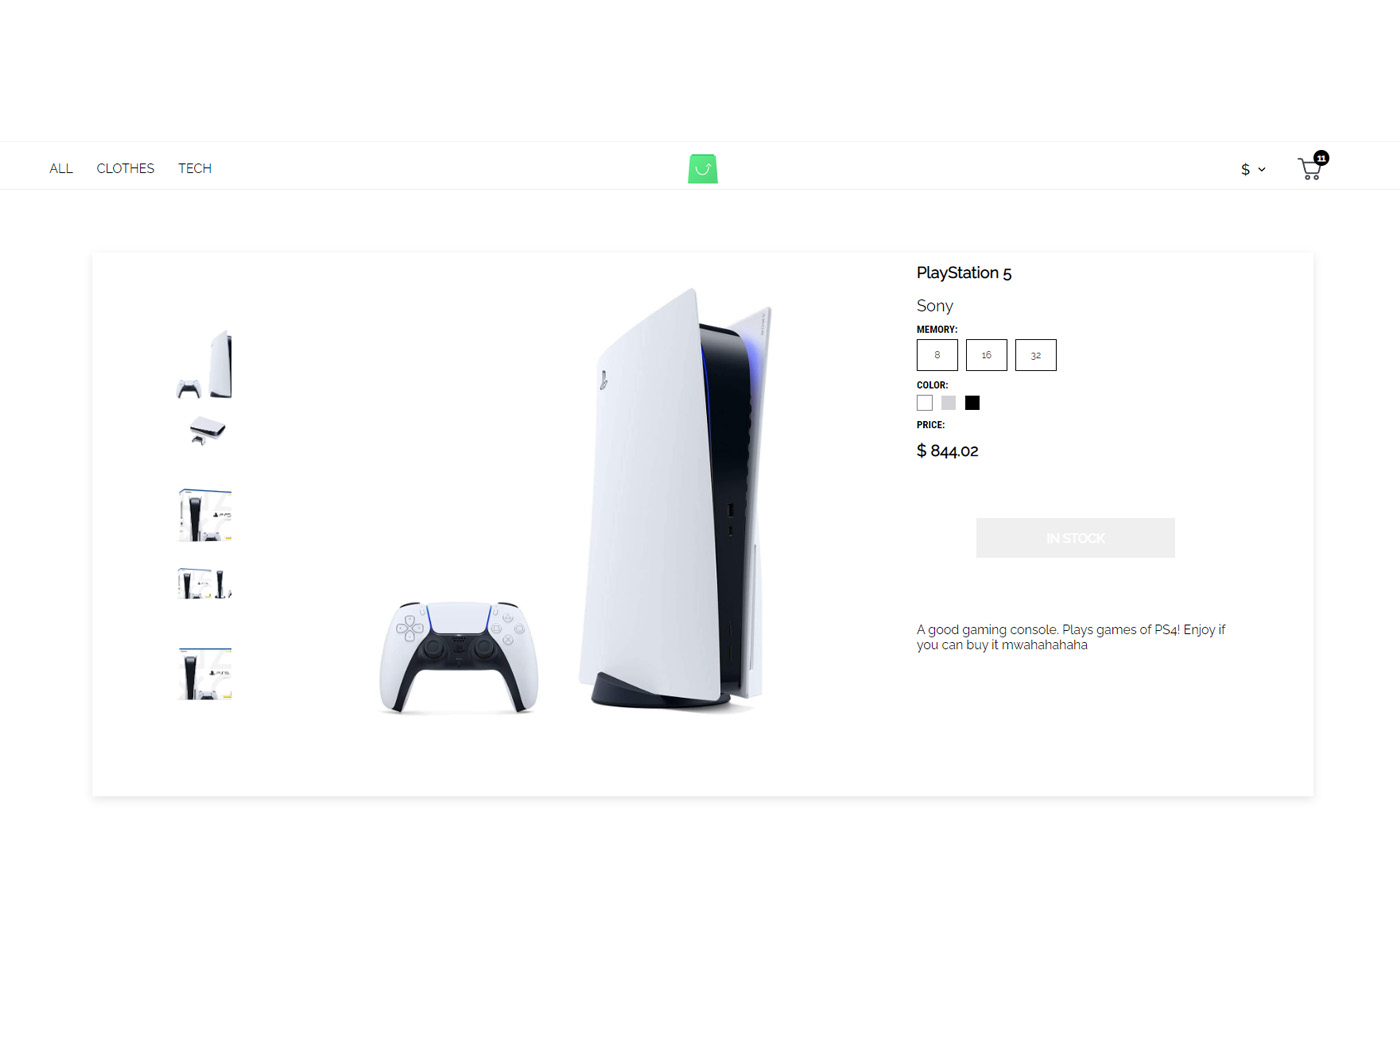 ALL CLOTHES TECH
$
11
PlayStation 5
Sony
MEMORY:
8 16 32
COLOR:
PRICE:
$ 844.02
IN STOCK
A good gaming console. Plays games of PS4! Enjoy if
you can buy it mwahahahaha